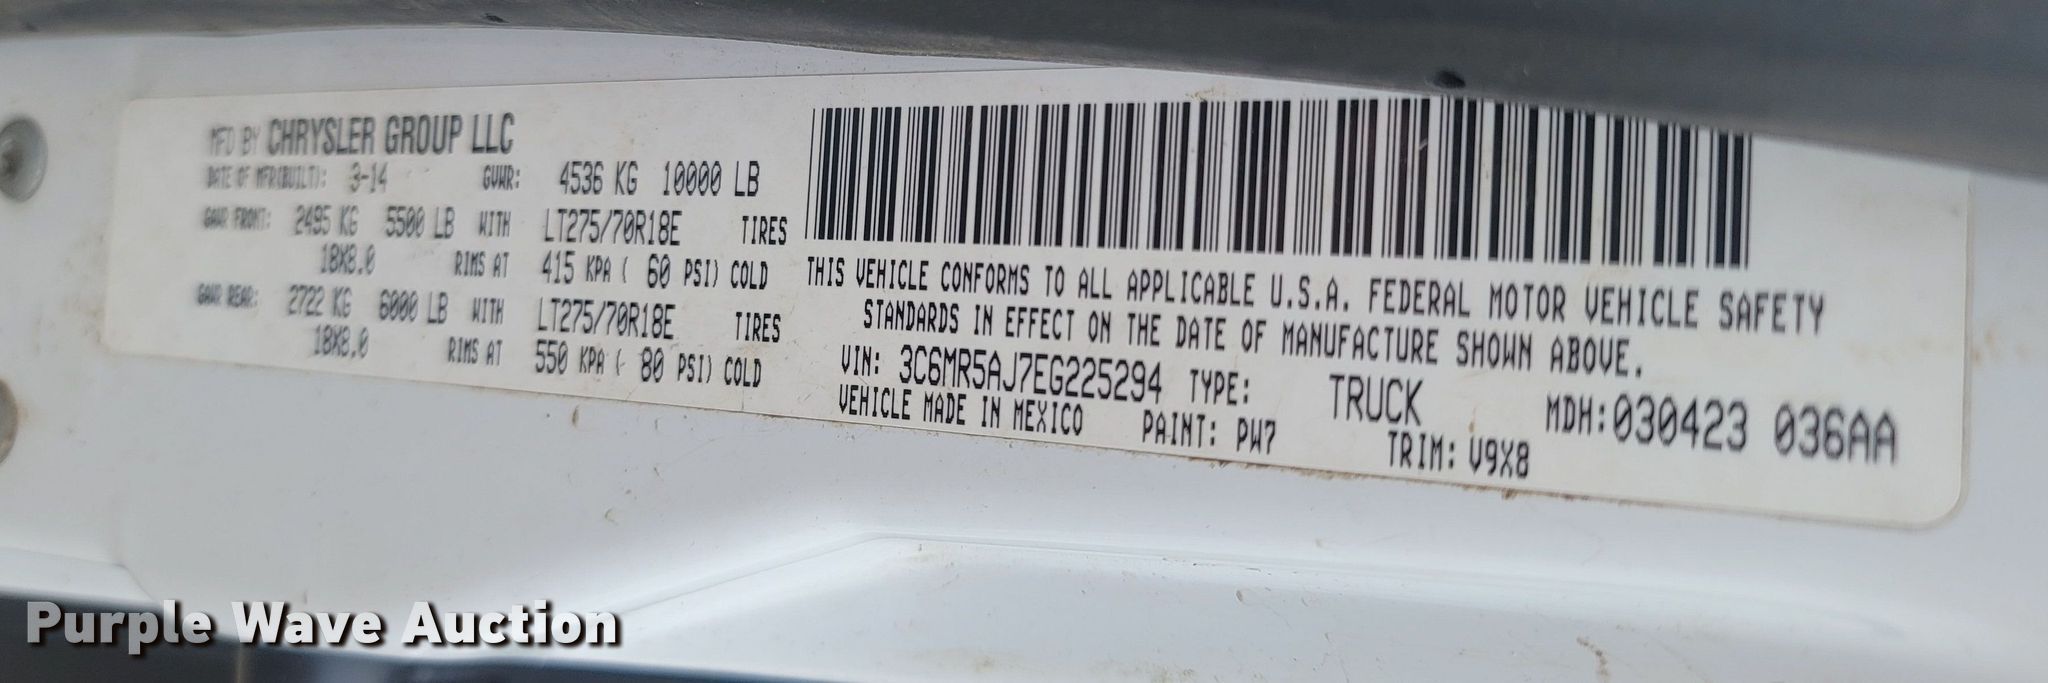 MFD BY CHRYSLER GROUP LLC
DATE OF MFR(BUILT): 3-14 GVWR: 4536 KG 10000 LB
GAWR FRONT: 2495 KG 5500 LB WITH LT275/70R18E TIRES
18X8.0 RIMS AT 415 KPA ( 60 PSI) COLD
GAWR REAR: 2722 KG 6000 LB WITH LT275/70R18E TIRES
18X8.0 RIMS AT 550 KPA ( 80 PSI) COLD
THIS VEHICLE CONFORMS TO ALL APPLICABLE U.S.A. FEDERAL MOTOR VEHICLE SAFETY
STANDARDS IN EFFECT ON THE DATE OF MANUFACTURE SHOWN ABOVE.
VIN: 3C6MR5AJ7EG225294 TYPE: TRUCK MDH:030423 036AA
VEHICLE MADE IN MEXICO PAINT: PW7 TRIM: V9X8
Purple Wave Auction